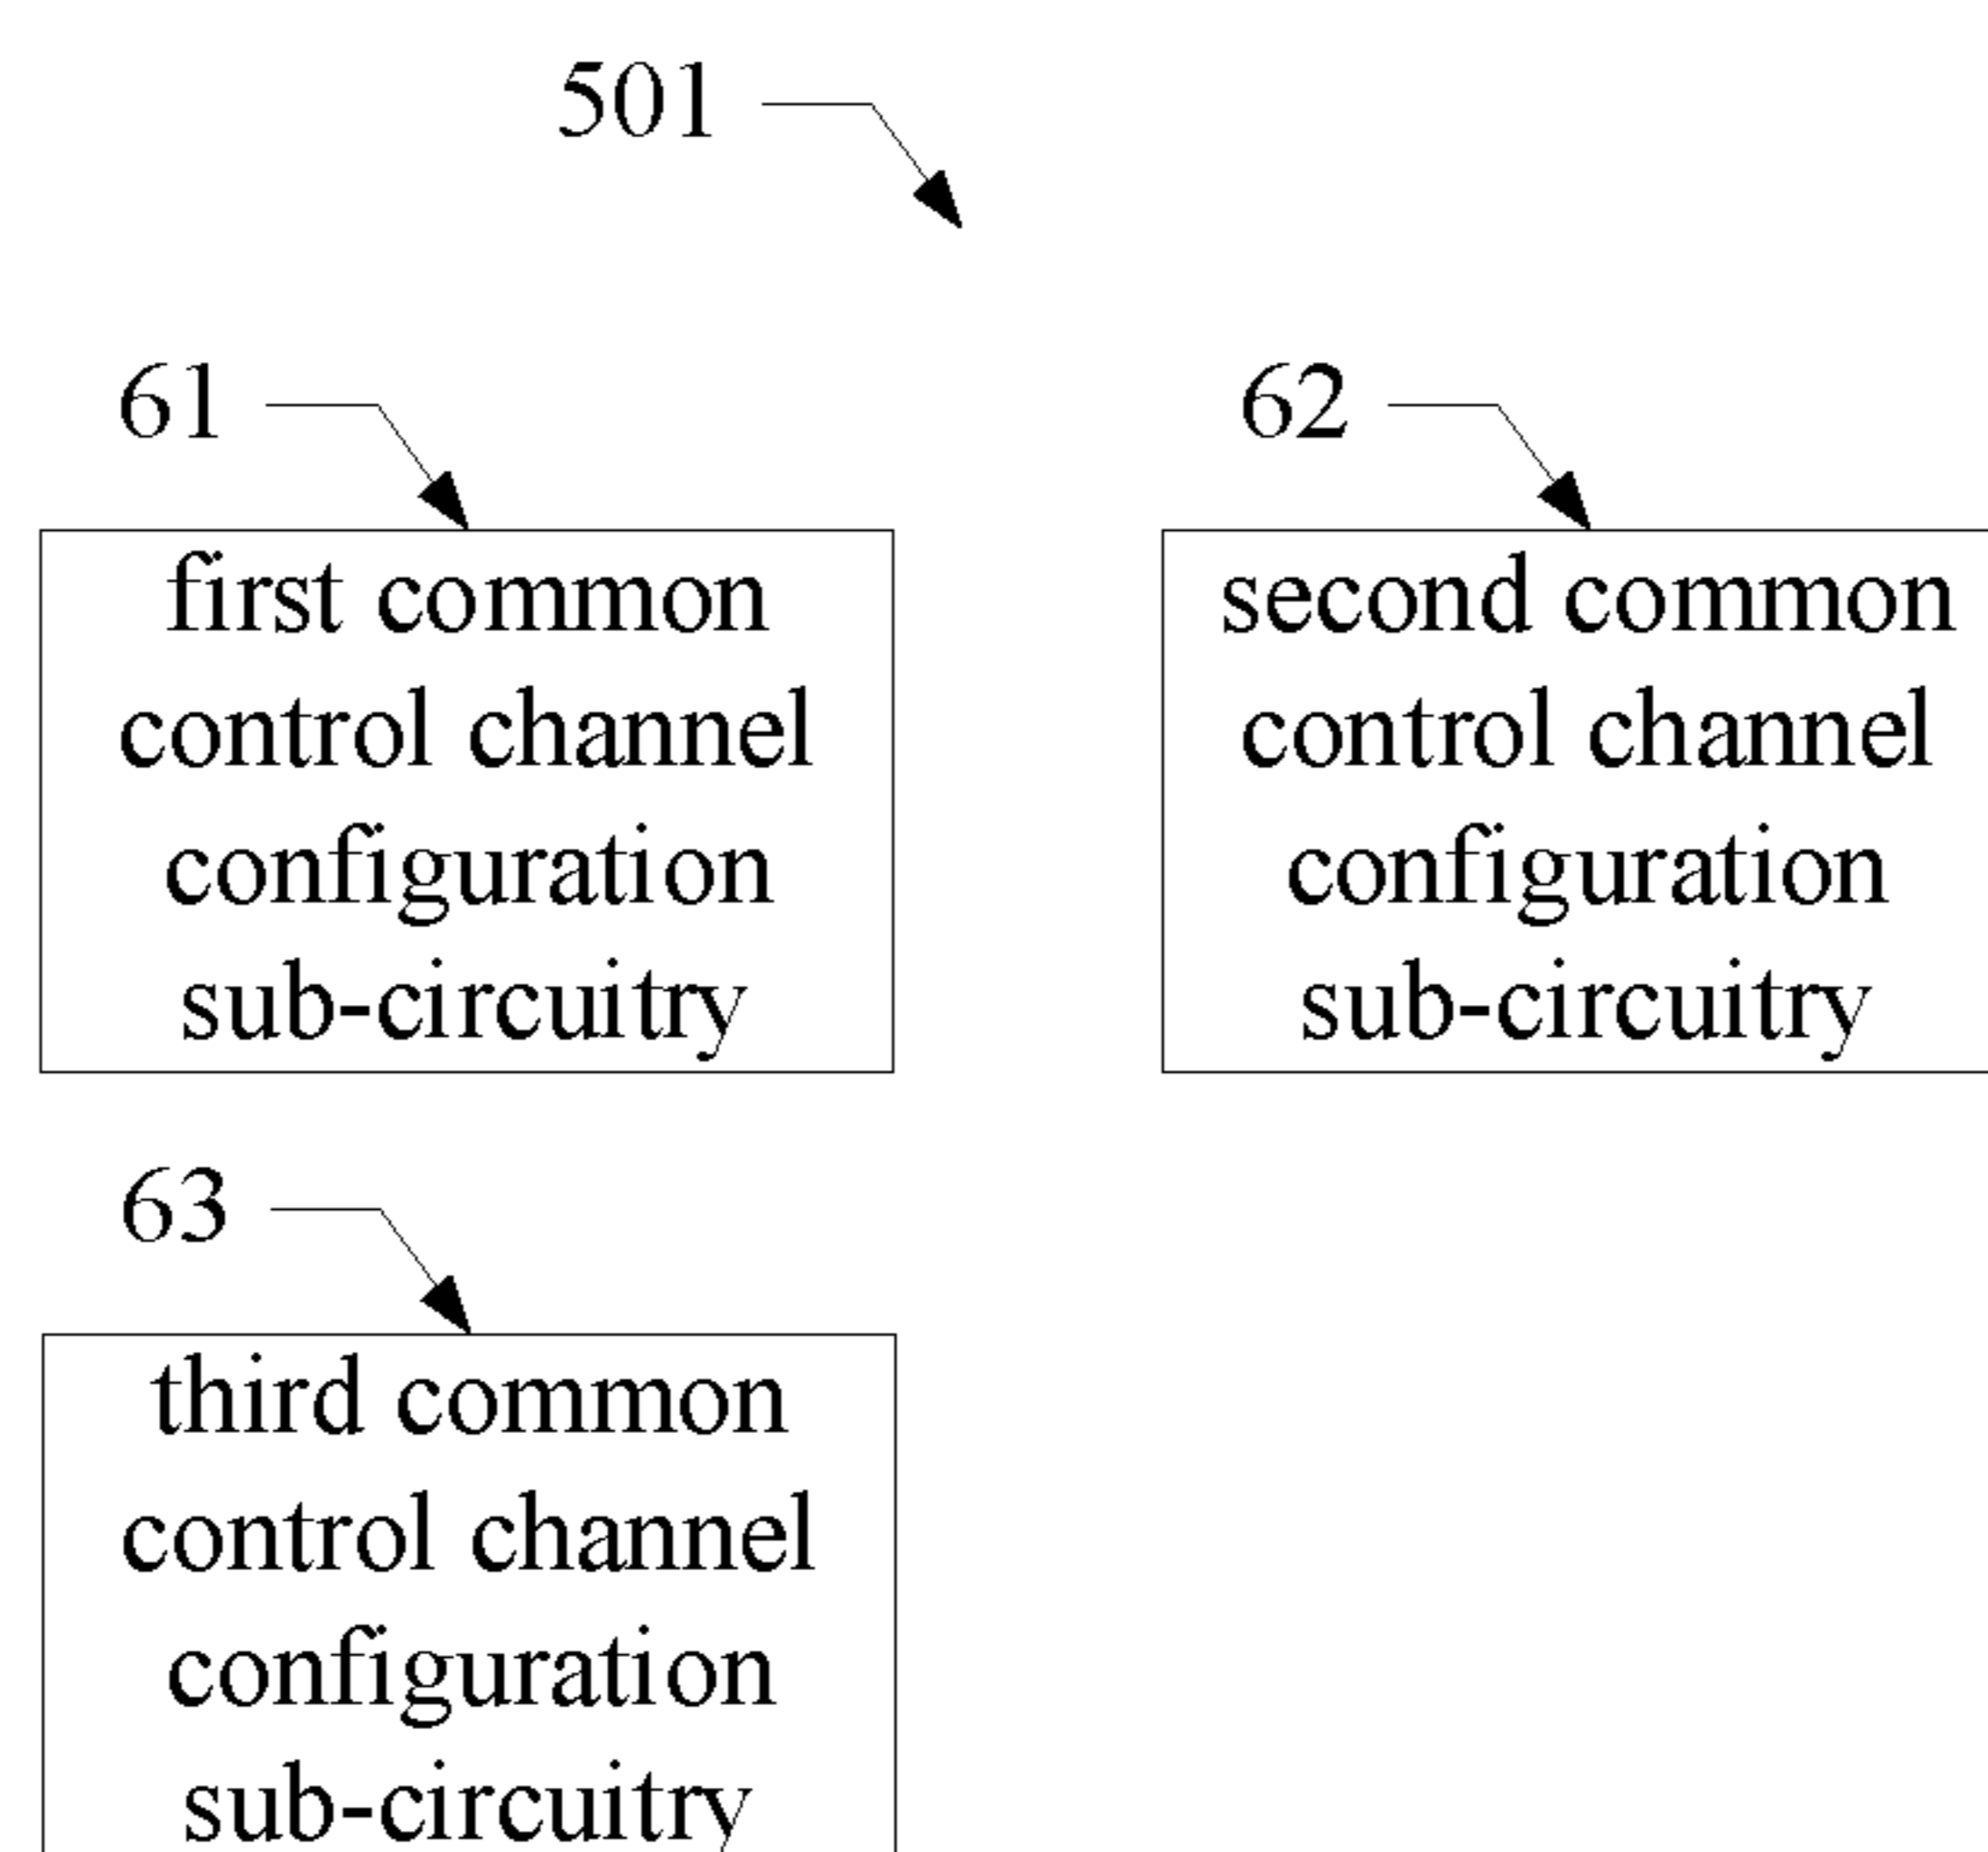 501
61
first common
control channel
configuration
sub-circuitry
62
second common
control channel
configuration
sub-circuitry
63
third common
control channel
configuration
sub-circuitry